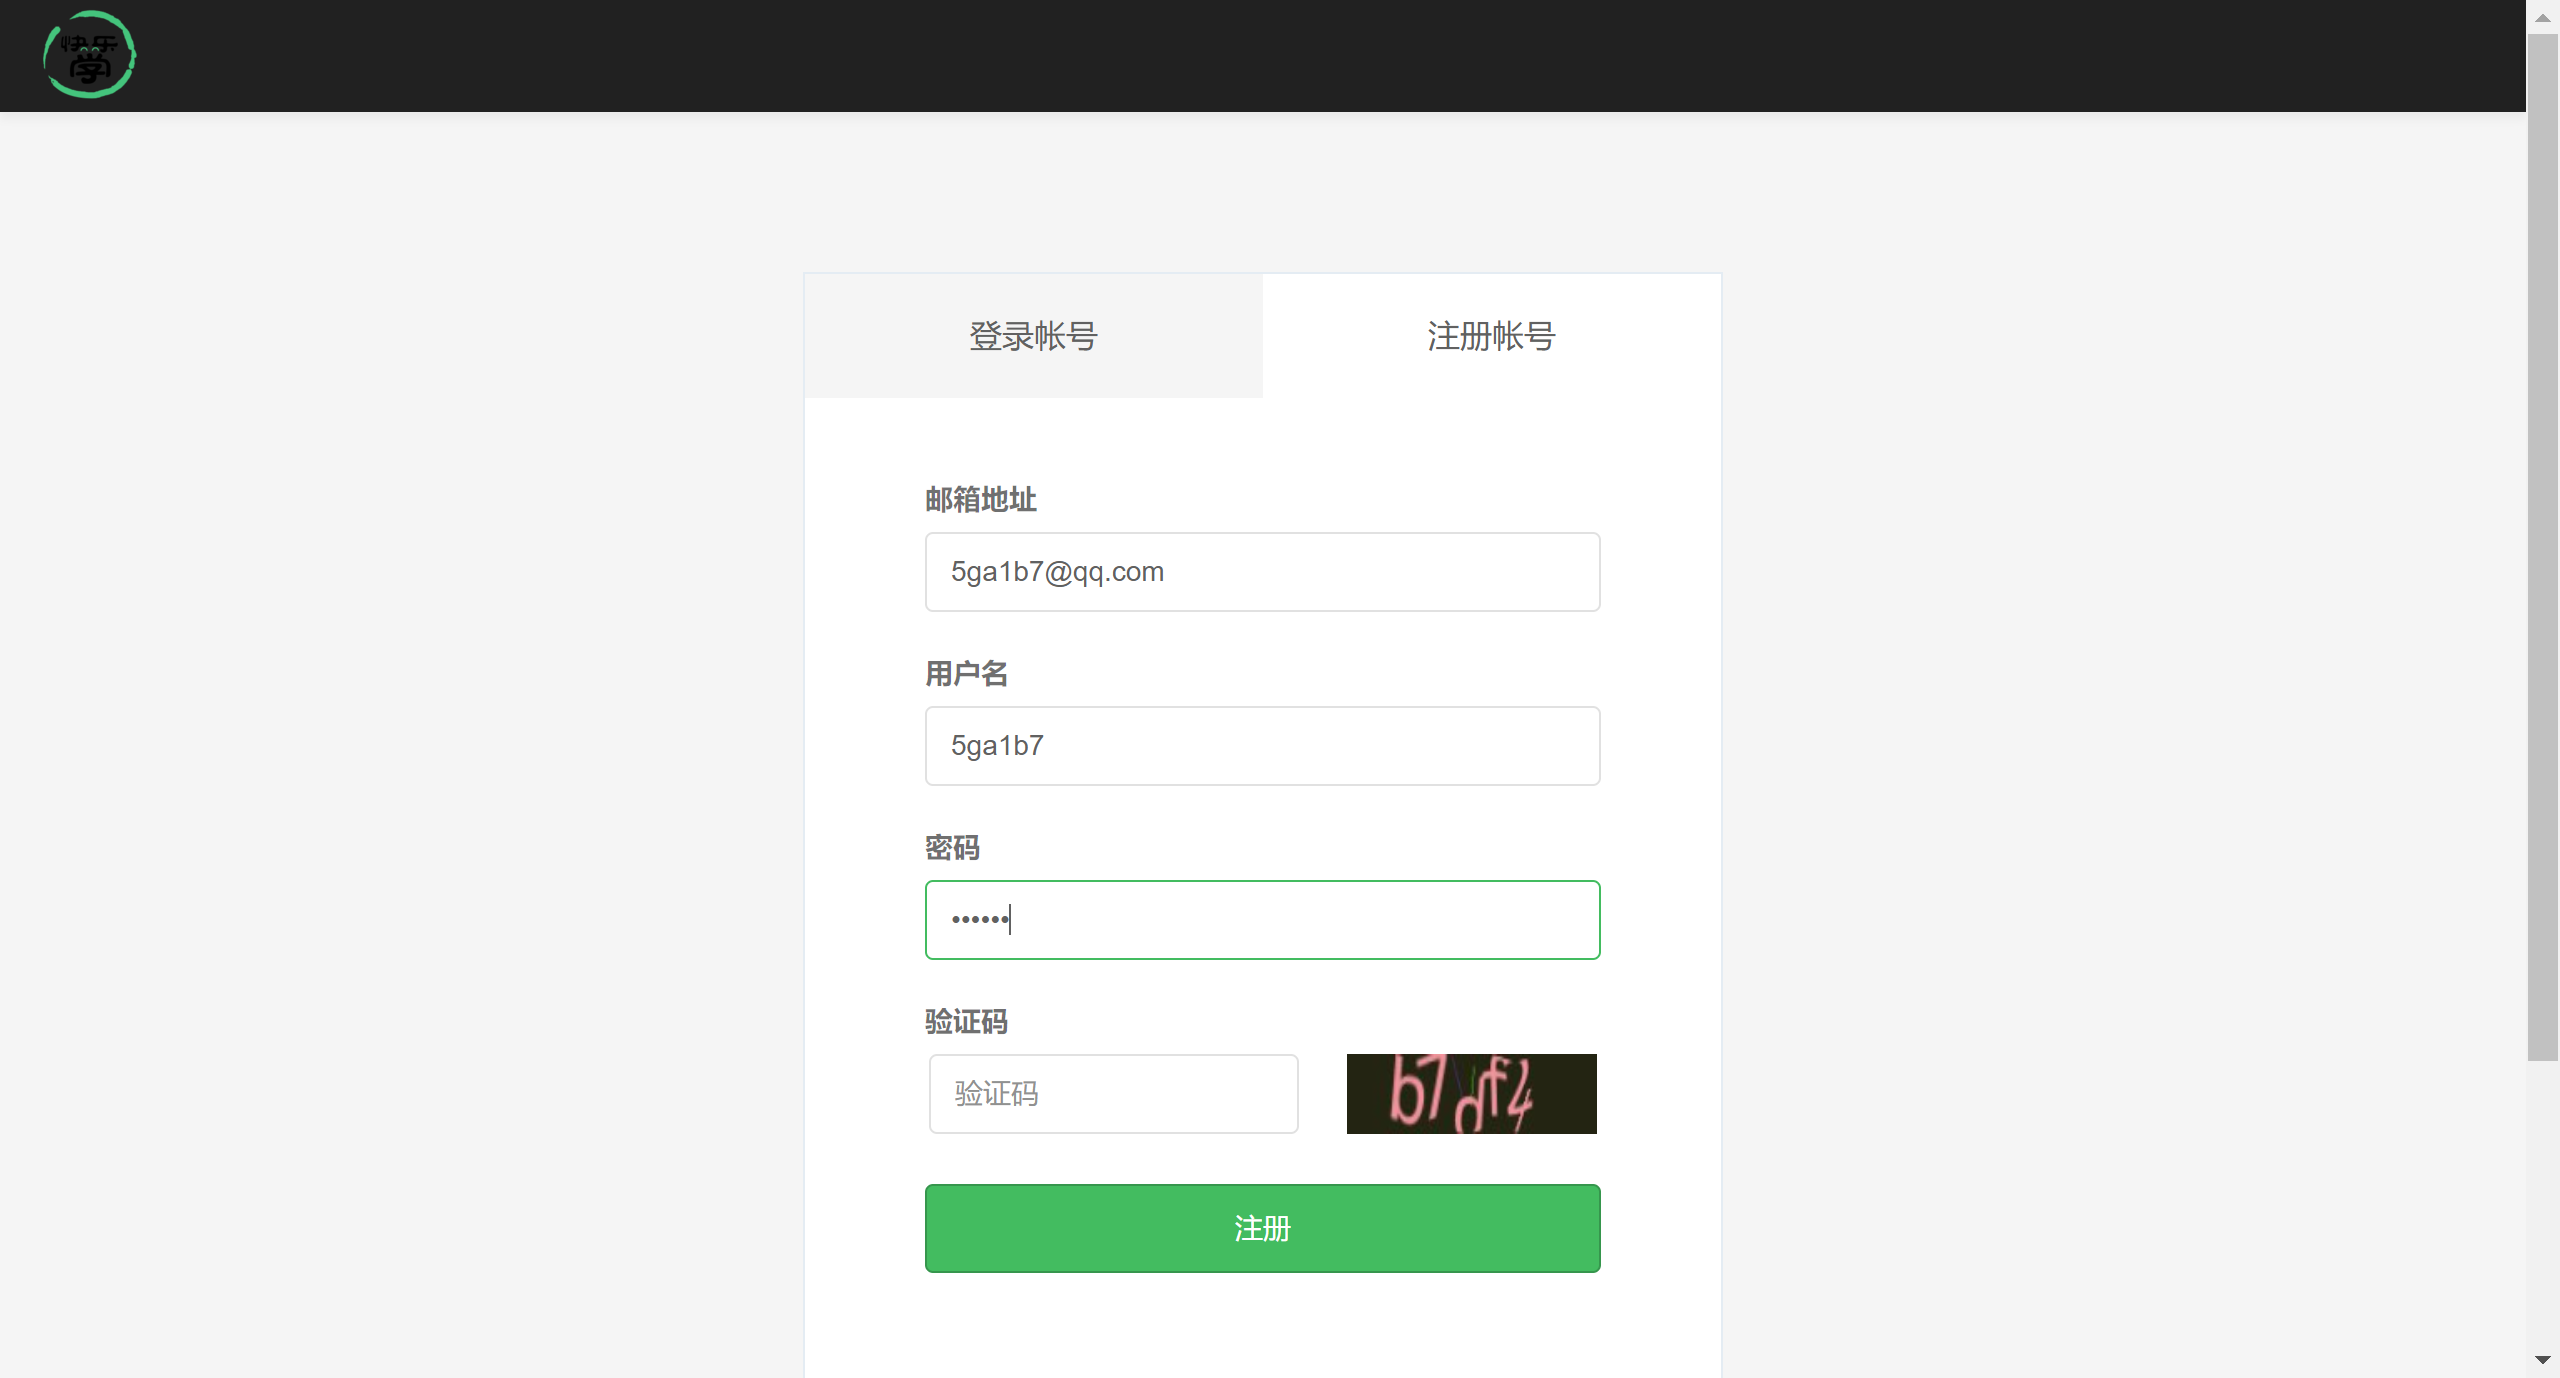 快乐
学
登录帐号
注册帐号
邮箱地址
5ga1b7@qq.com
用户名
5ga1b7
密码
••••••
验证码
验证码
b7df4
注册